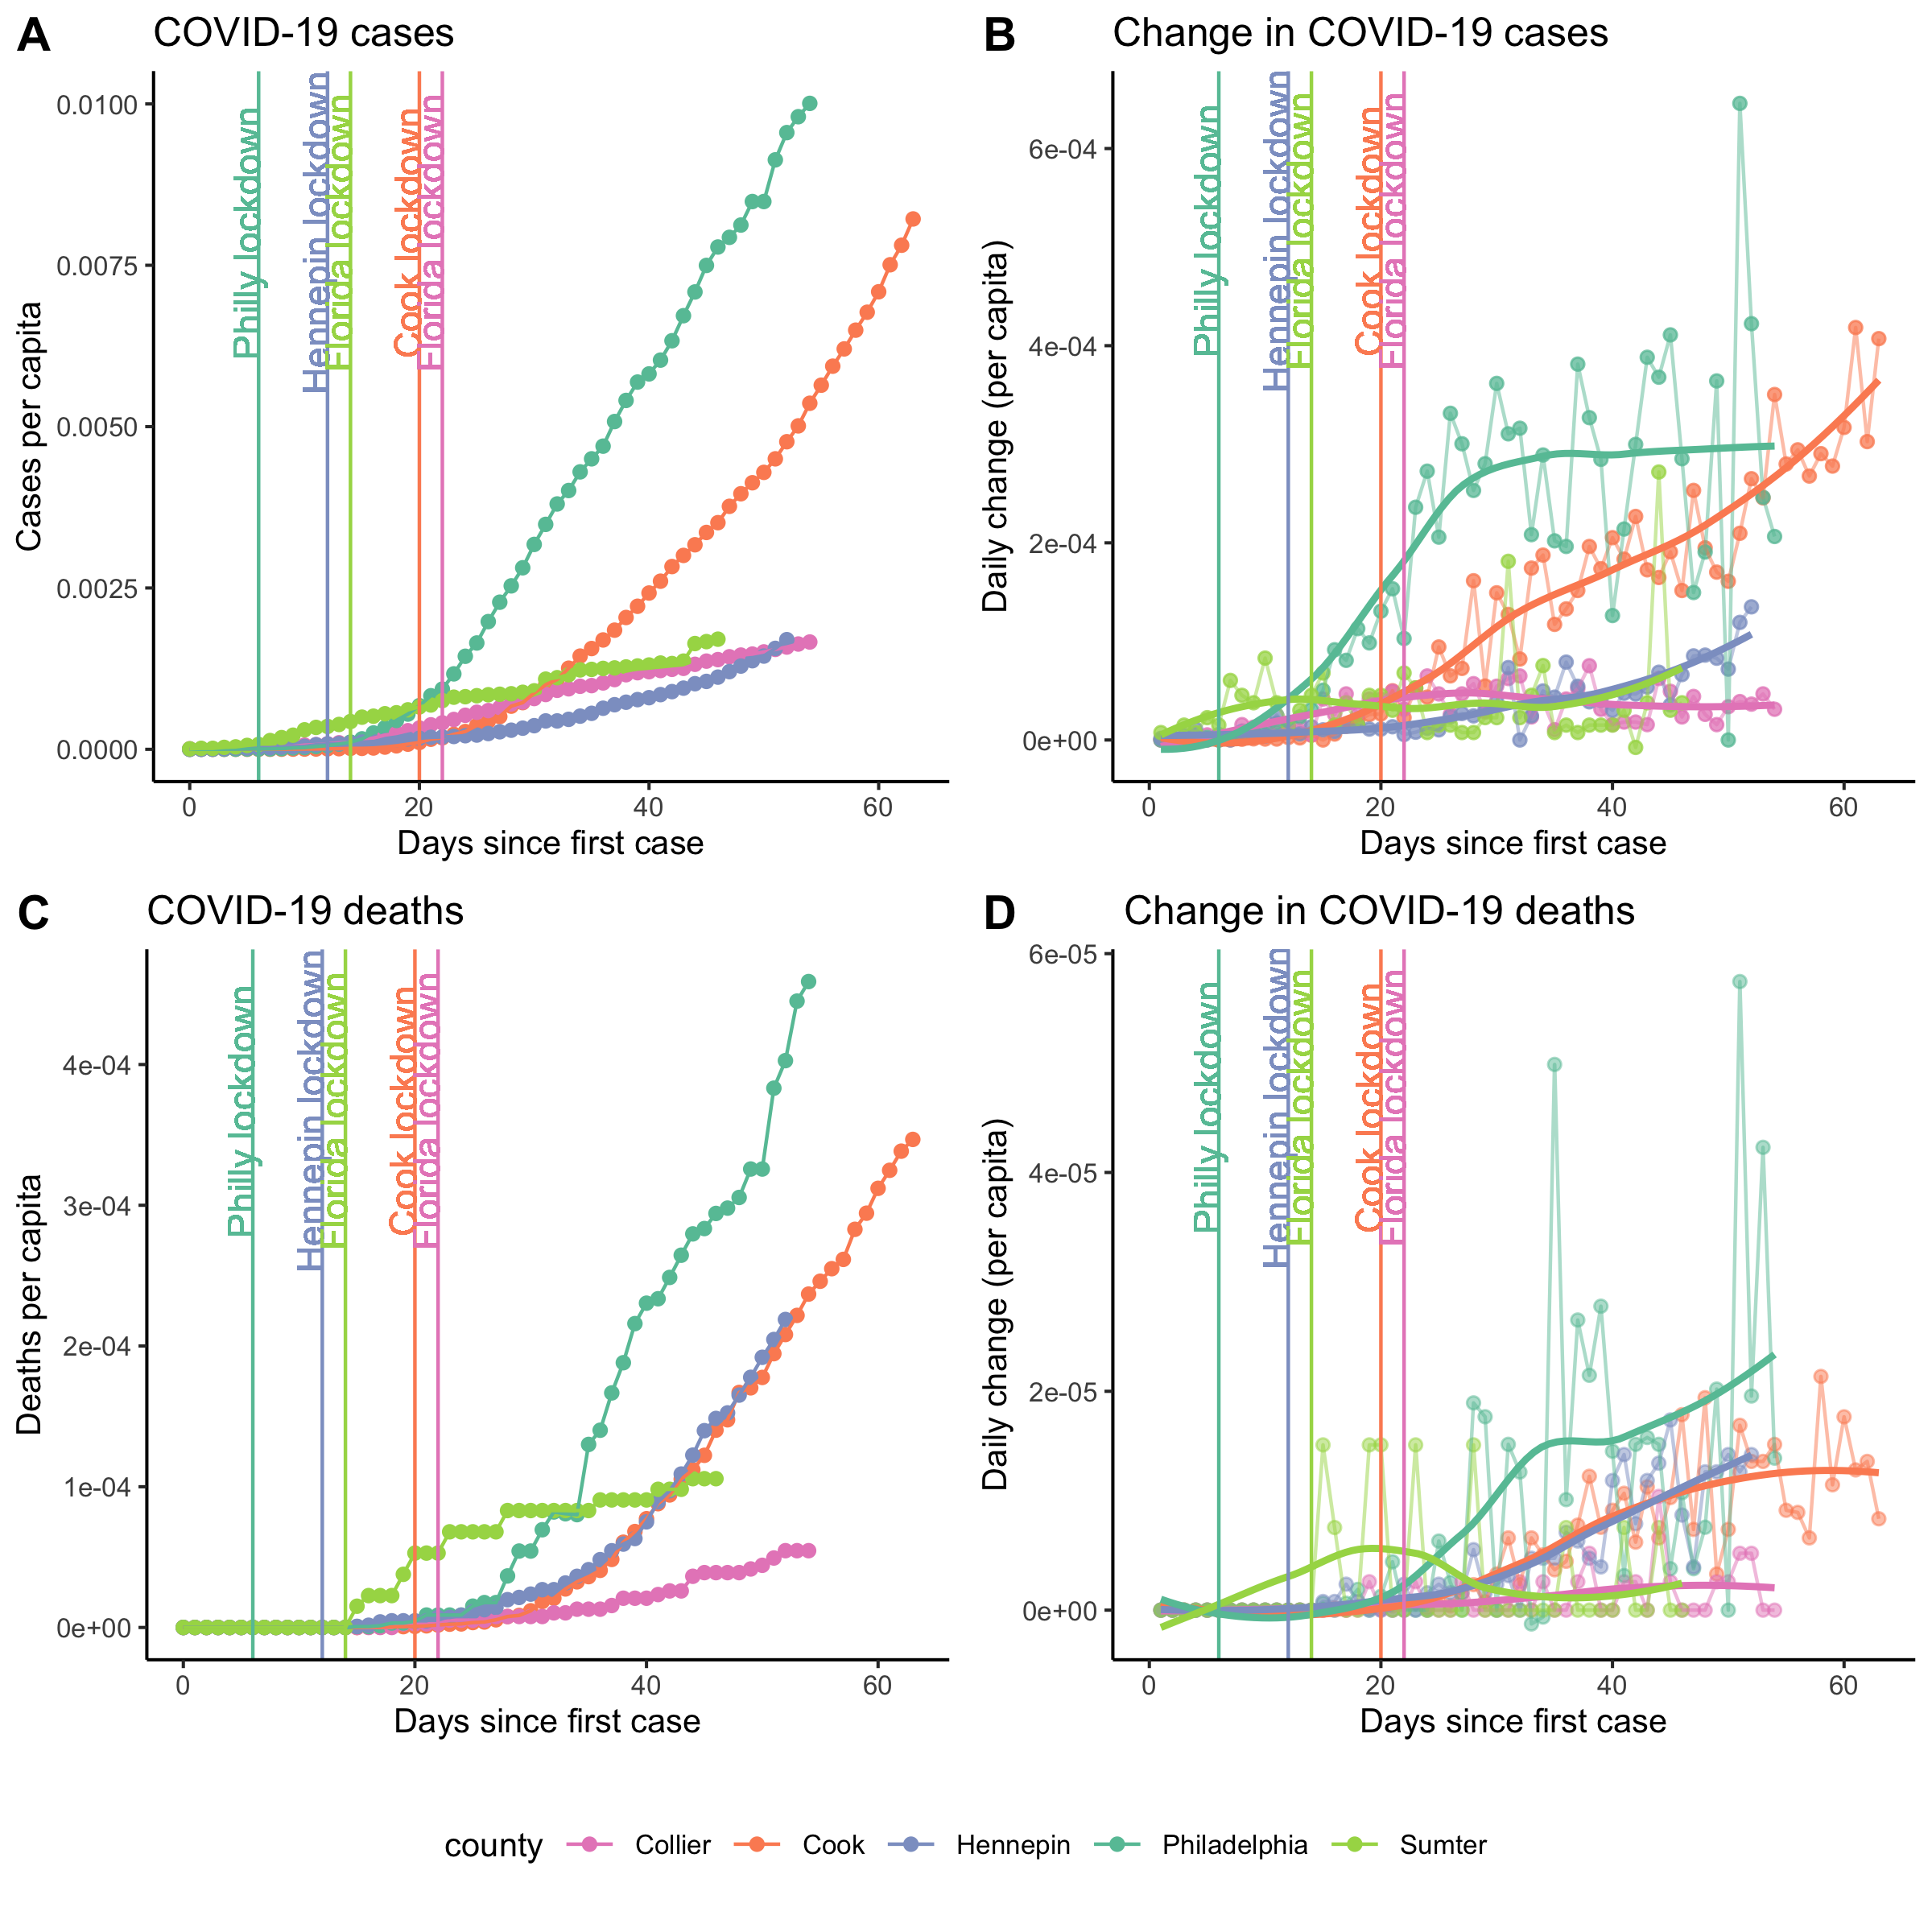 A COVID-19 cases
Cases per capita
0.0100
0.0075
0.0050
0.0025
0.0000
Philly lockdown
Hennepin lockdown
Florida lockdown
Cook lockdown
Florida lockdown
0 20 40 60
Days since first case
B Change in COVID-19 cases
Daily change (per capita)
6e-04
4e-04
2e-04
0e+00
Philly lockdown
Hennepin lockdown
Florida lockdown
Cook lockdown
Florida lockdown
0 20 40 60
Days since first case
C COVID-19 deaths
Deaths per capita
4e-04
3e-04
2e-04
1e-04
0e+00
Philly lockdown
Hennepin lockdown
Florida lockdown
Cook lockdown
Florida lockdown
0 20 40 60
Days since first case
D Change in COVID-19 deaths
Daily change (per capita)
6e-05
4e-05
2e-05
0e+00
Philly lockdown
Hennepin lockdown
Florida lockdown
Cook lockdown
Florida lockdown
0 20 40 60
Days since first case
county Collier Cook Hennepin Philadelphia Sumter